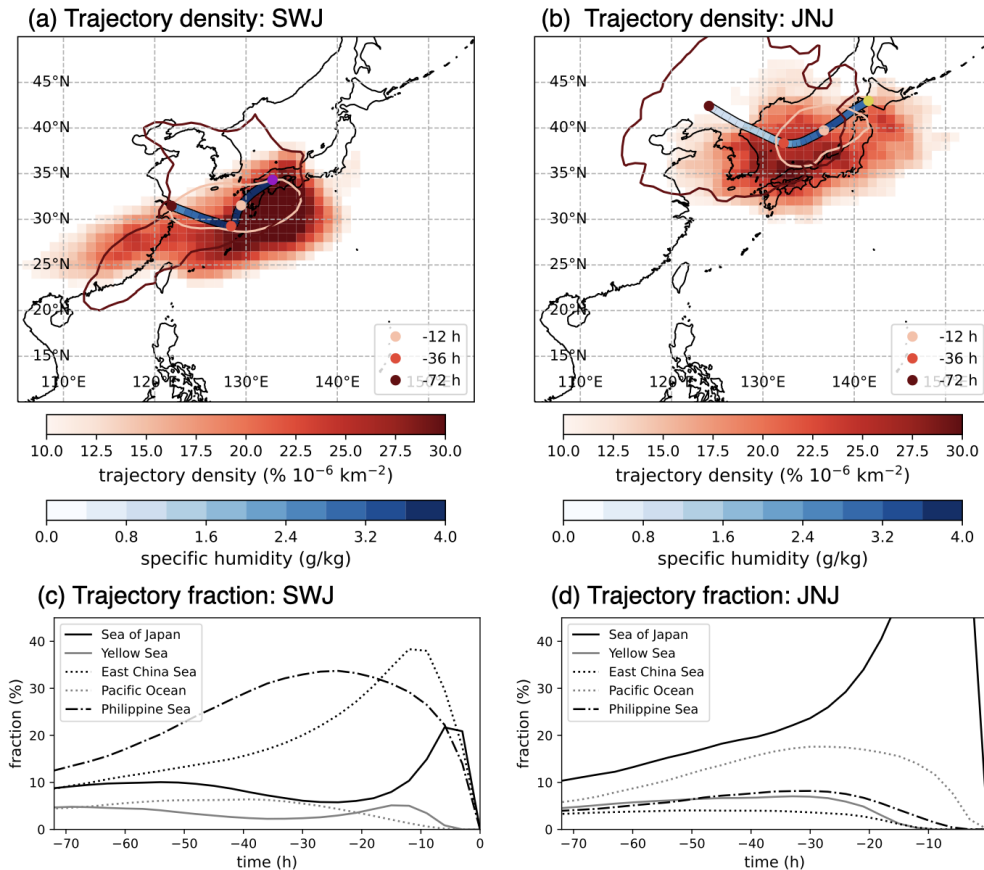 (a) Trajectory density: SWJ
(b) Trajectory density: JNJ
45°N
40°N
35°N
30°N
25°N
20°N
15°N
110°E
120°E
130°E
-12 h
-36 h
-72 h
150°E
45°N
40°N
35°N
30°N
25°N
20°N
15°N
110°E
120°E
130°E
140°E
-12 h
-36 h
-72 h
150°E
10.0 12.5 15.0 17.5 20.0 22.5 25.0 27.5 30.0
trajectory density (% 10⁻⁶ km⁻²)
10.0 12.5 15.0 17.5 20.0 22.5 25.0 27.5 30.0
trajectory density (% 10⁻⁶ km⁻²)
0.0 0.8 1.6 2.4 3.2 4.0
specific humidity (g/kg)
0.0 0.8 1.6 2.4 3.2 4.0
specific humidity (g/kg)
(c) Trajectory fraction: SWJ
(d) Trajectory fraction: JNJ
Sea of Japan
Yellow Sea
East China Sea
Pacific Ocean
Philippine Sea
40
30
20
10
0
fraction (%)
−70 −60 −50 −40 −30 −20 −10 0
time (h)
Sea of Japan
Yellow Sea
East China Sea
Pacific Ocean
Philippine Sea
40
30
20
10
0
fraction (%)
−70 −60 −50 −40 −30 −20 −10
time (h)